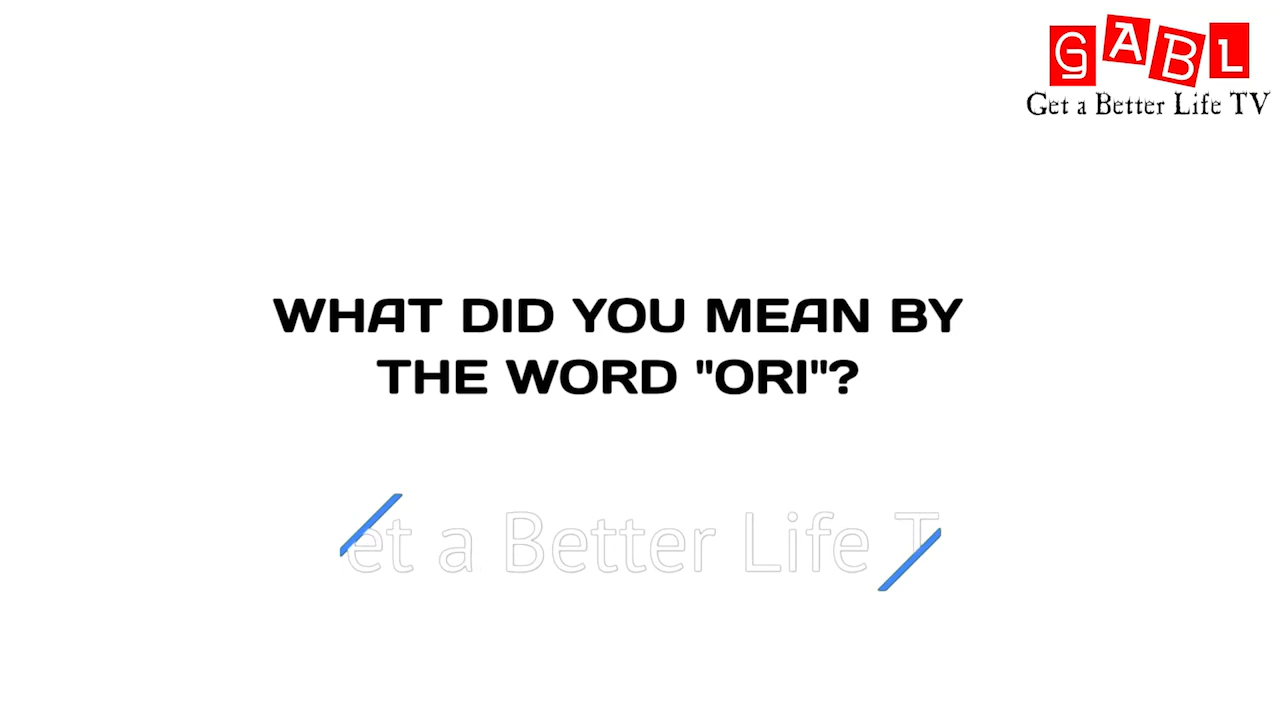 GABL
Get a Better Life TV
WHAT DID YOU MEAN BY
THE WORD "ORI"?
et a Better Life T